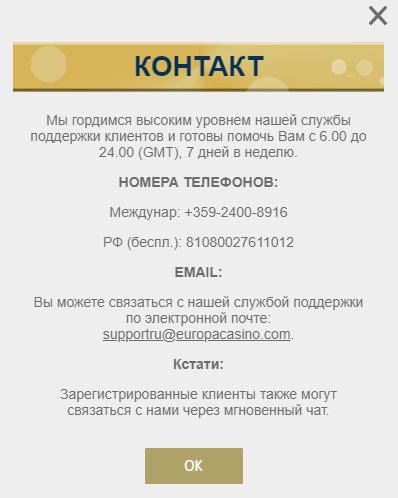 КОНТАКТ
Мы гордимся высоким уровнем нашей службы
поддержки клиентов и готовы помочь Вам с 6.00 до
24.00 (GMT), 7 дней в неделю.
НОМЕРА ТЕЛЕФОНОВ:
Междунар: +359-2400-8916
РФ (беспл.): 81080027611012
EMAIL:
Вы можете связаться с нашей службой поддержки
по электронной почте:
supportru@europacasino.com.
Кстати:
Зарегистрированные клиенты также могут
связаться с нами через мгновенный чат.
OK